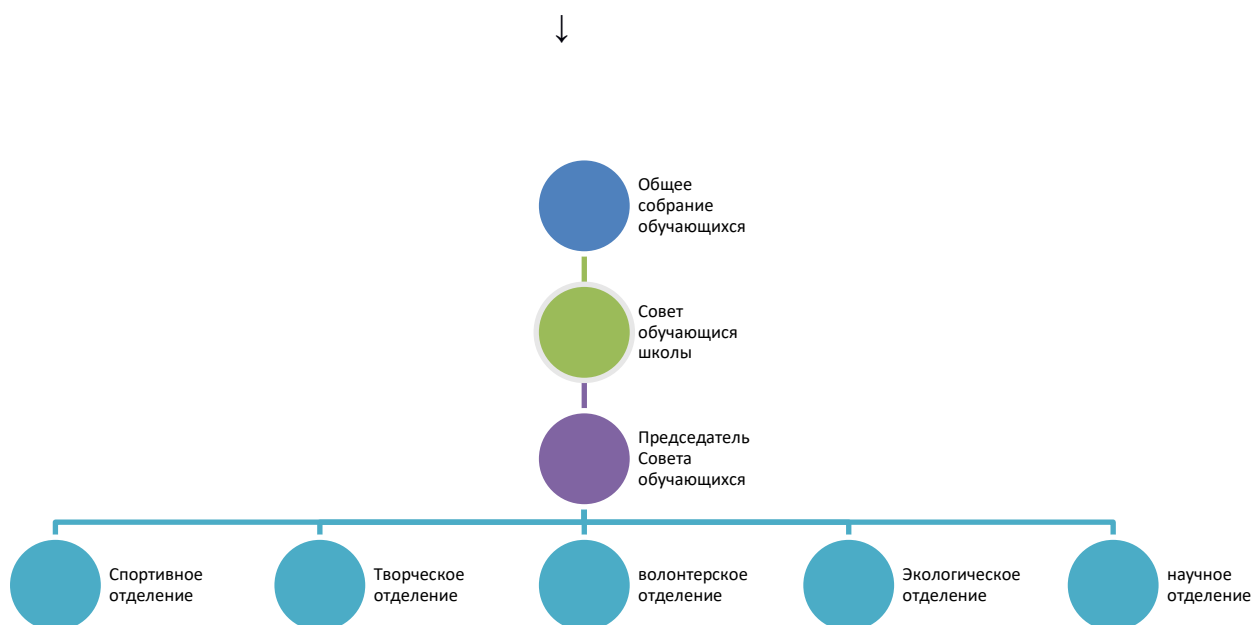 ↓
Общее
собрание
обучающихся
Совет
обучающися
школы
Председатель
Совета
обучающихся
Спортивное
отделение
Творческое
отделение
волонтерское
отделение
Экологическое
отделение
научное
отделение